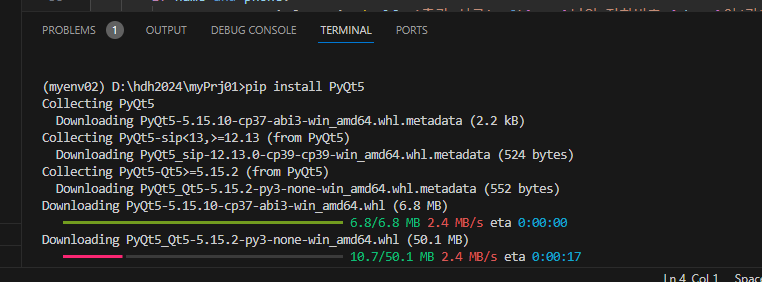 PROBLEMS 1 OUTPUT DEBUG CONSOLE TERMINAL PORTS
(myenv02) D:\hdh2024\myPrj01>pip install PyQt5
Collecting PyQt5
Downloading PyQt5-5.15.10-cp37-abi3-win_amd64.whl.metadata (2.2 kB)
Collecting PyQt5-sip<13,>=12.13 (from PyQt5)
Downloading PyQt5_sip-12.13.0-cp39-cp39-win_amd64.whl.metadata (524 bytes)
Collecting PyQt5-Qt5>=5.15.2 (from PyQt5)
Downloading PyQt5_Qt5-5.15.2-py3-none-win_amd64.whl.metadata (552 bytes)
Downloading PyQt5-5.15.10-cp37-abi3-win_amd64.whl (6.8 MB)
6.8/6.8 MB 2.4 MB/s eta 0:00:00
Downloading PyQt5_Qt5-5.15.2-py3-none-win_amd64.whl (50.1 MB)
10.7/50.1 MB 2.4 MB/s eta 0:00:17
Ln 4, Col 1